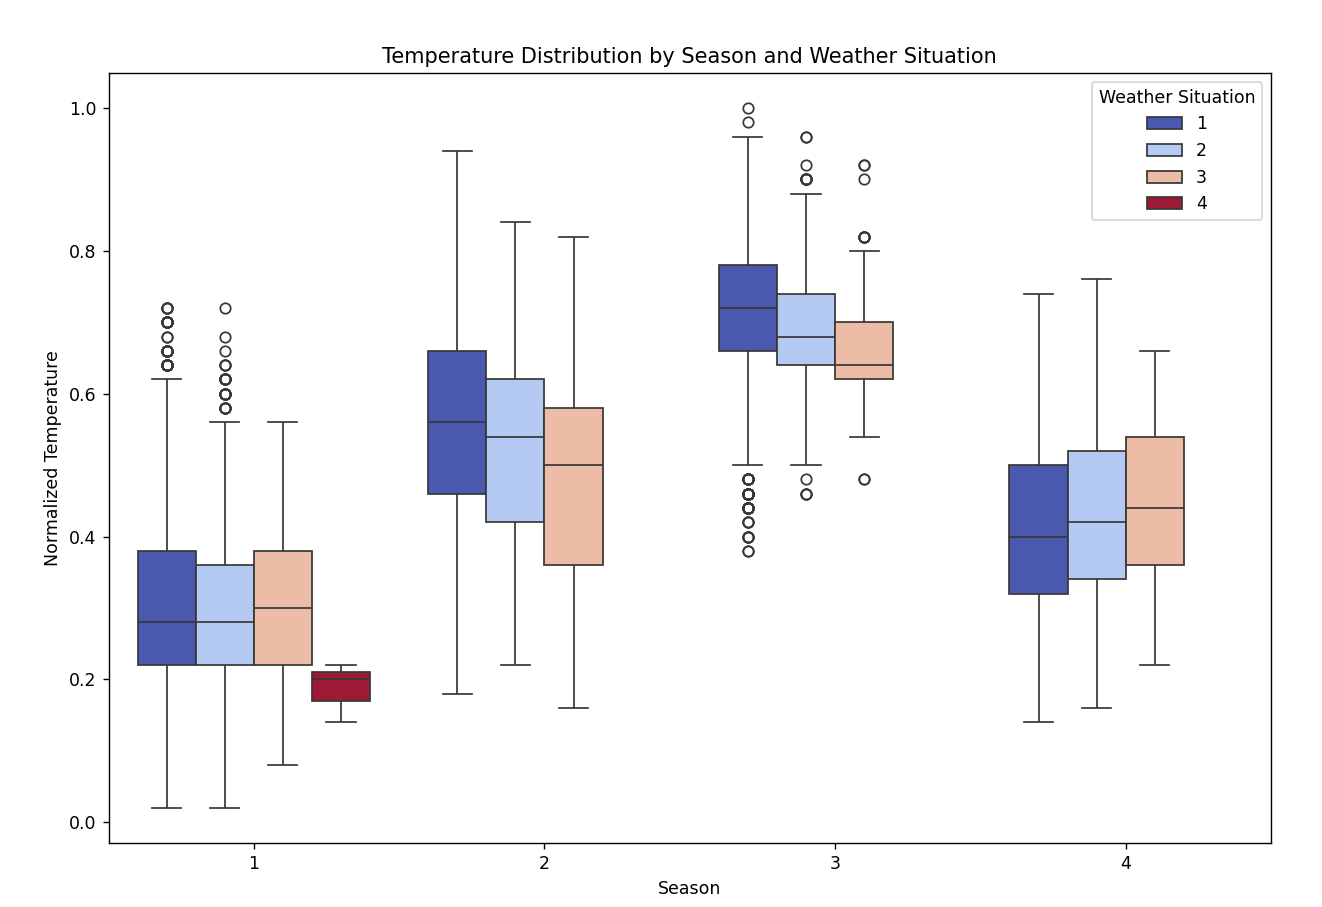 Temperature Distribution by Season and Weather Situation
Normalized Temperature
1.0
0.8
0.6
0.4
0.2
0.0
Weather Situation
1
2
3
4
1 2 3 4
Season